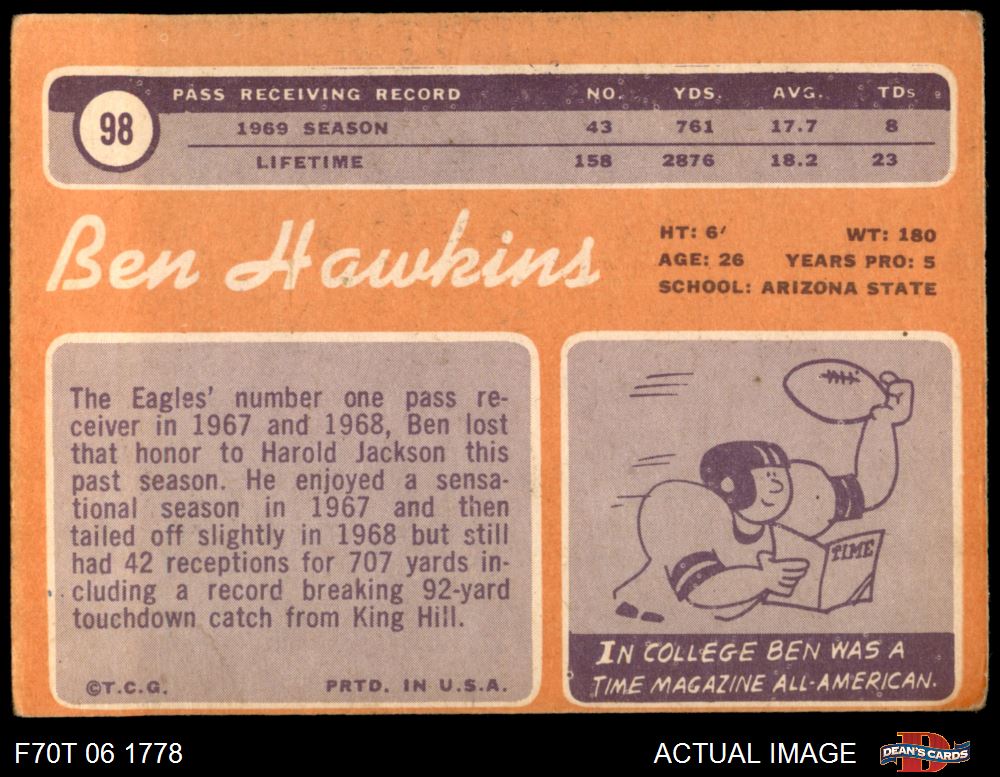 98
PASS RECEIVING RECORD NO. YDS. AVG. TDs
1969 SEASON 43 761 17.7 8
LIFETIME 158 2876 18.2 23
Ben Hawkins
HT: 6' WT: 180
AGE: 26 YEARS PRO: 5
SCHOOL: ARIZONA STATE
The Eagles' number one pass re-
ceiver in 1967 and 1968, Ben lost
that honor to Harold Jackson this
past season. He enjoyed a sensa-
tional season in 1967 and then
tailed off slightly in 1968 but still
had 42 receptions for 707 yards in-
cluding a record breaking 92-yard
touchdown catch from King Hill.
©T.C.G. PRTD. IN U.S.A.
TIME
IN COLLEGE BEN WAS A
TIME MAGAZINE ALL-AMERICAN.
F70T 06 1778 ACTUAL IMAGE
D
DEAN'S CARDS